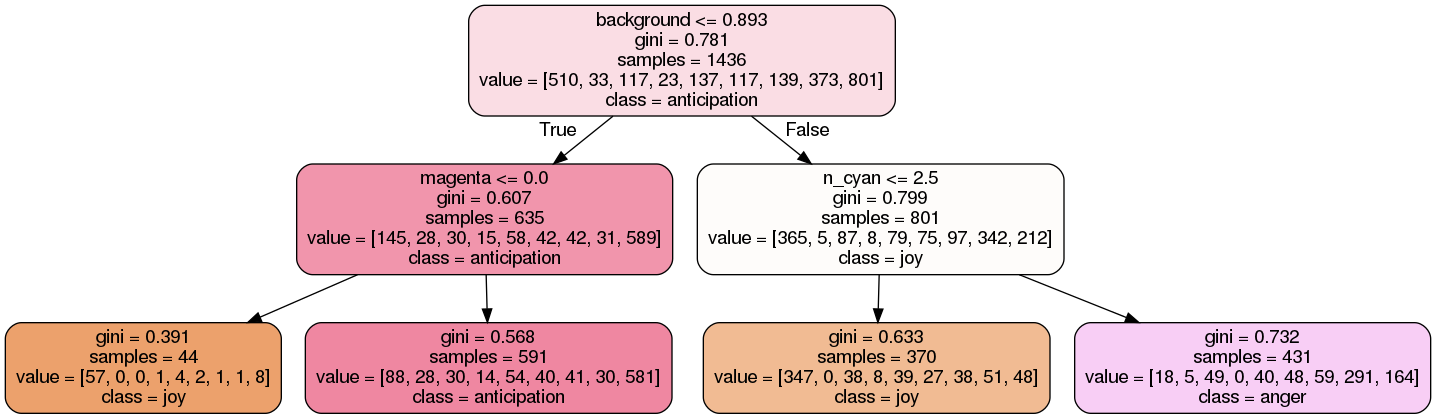 background <= 0.893
gini = 0.781
samples = 1436
value = [510, 33, 117, 23, 137, 117, 139, 373, 801]
class = anticipation
True
False
magenta <= 0.0
gini = 0.607
samples = 635
value = [145, 28, 30, 15, 58, 42, 42, 31, 589]
class = anticipation
n_cyan <= 2.5
gini = 0.799
samples = 801
value = [365, 5, 87, 8, 79, 75, 97, 342, 212]
class = joy
gini = 0.391
samples = 44
value = [57, 0, 0, 1, 4, 2, 1, 1, 8]
class = joy
gini = 0.568
samples = 591
value = [88, 28, 30, 14, 54, 40, 41, 30, 581]
class = anticipation
gini = 0.633
samples = 370
value = [347, 0, 38, 8, 39, 27, 38, 51, 48]
class = joy
gini = 0.732
samples = 431
value = [18, 5, 49, 0, 40, 48, 59, 291, 164]
class = anger